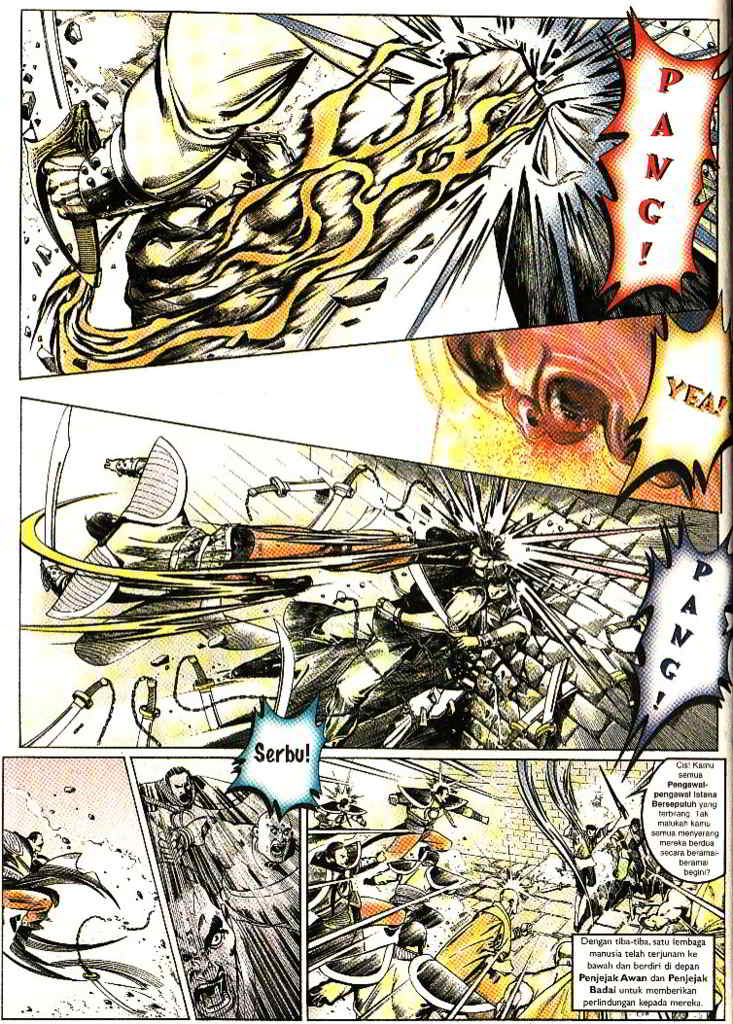 PANG!
YEA!
PANG!
Serbu!
Cis! Kamu
semua
Pengawal-
pengawal Istana
Berseputuh yang
terbirang. Tak
malukah kamu
semua menyerang
mereka berdua
secara beramai-
beramai
begini?
Dengan tiba-tiba, satu lembaga
manusia telah terjunam ke
bawah dan berdiri di depan
Penjejak Awan dan Penjejak
Badai untuk memberikan
perlindungan kepada mereka.